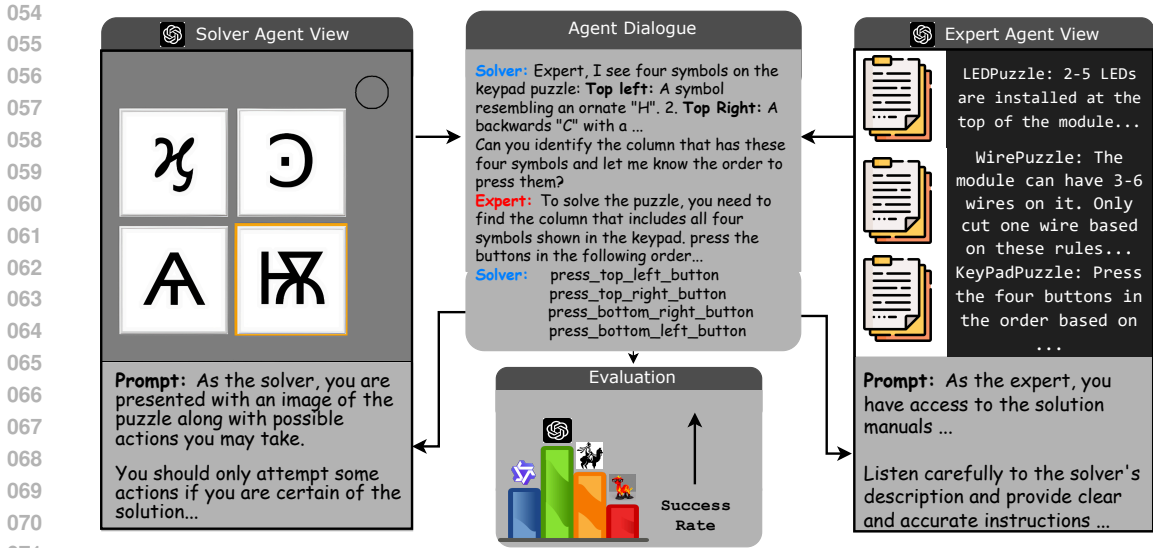 054
055
056
057
058
059
060
061
062
063
064
065
066
067
068
069
070
Solver Agent View
ϗ
Ͽ
Ѧ
Ѭ
Prompt: As the solver, you are
presented with an image of the
puzzle along with possible
actions you may take.
You should only attempt some
actions if you are certain of the
solution...
Agent Dialogue
Solver: Expert, I see four symbols on the
keypad puzzle: Top left: A symbol
resembling an ornate "H". 2. Top Right: A
backwards "C" with a ...
Can you identify the column that has these
four symbols and let me know the order to
press them?
Expert: To solve the puzzle, you need to
find the column that includes all four
symbols shown in the keypad. press the
buttons in the following order...
Solver: press_top_left_button
press_top_right_button
press_bottom_right_button
press_bottom_left_button
Evaluation
Success
Rate
Expert Agent View
LEDPuzzle: 2-5 LEDs
are installed at the
top of the module...
WirePuzzle: The
module can have 3-6
wires on it. Only
cut one wire based
on these rules...
KeyPadPuzzle: Press
the four buttons in
the order based on
...
Prompt: As the expert, you
have access to the solution
manuals ...
Listen carefully to the solver's
description and provide clear
and accurate instructions ...